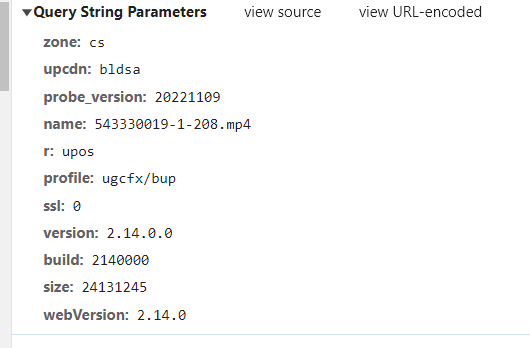 ▼Query String Parameters view source view URL-encoded
zone: cs
upcdn: bldsa
probe_version: 20221109
name: 543330019-1-208.mp4
r: upos
profile: ugcfx/bup
ssl: 0
version: 2.14.0.0
build: 2140000
size: 24131245
webVersion: 2.14.0